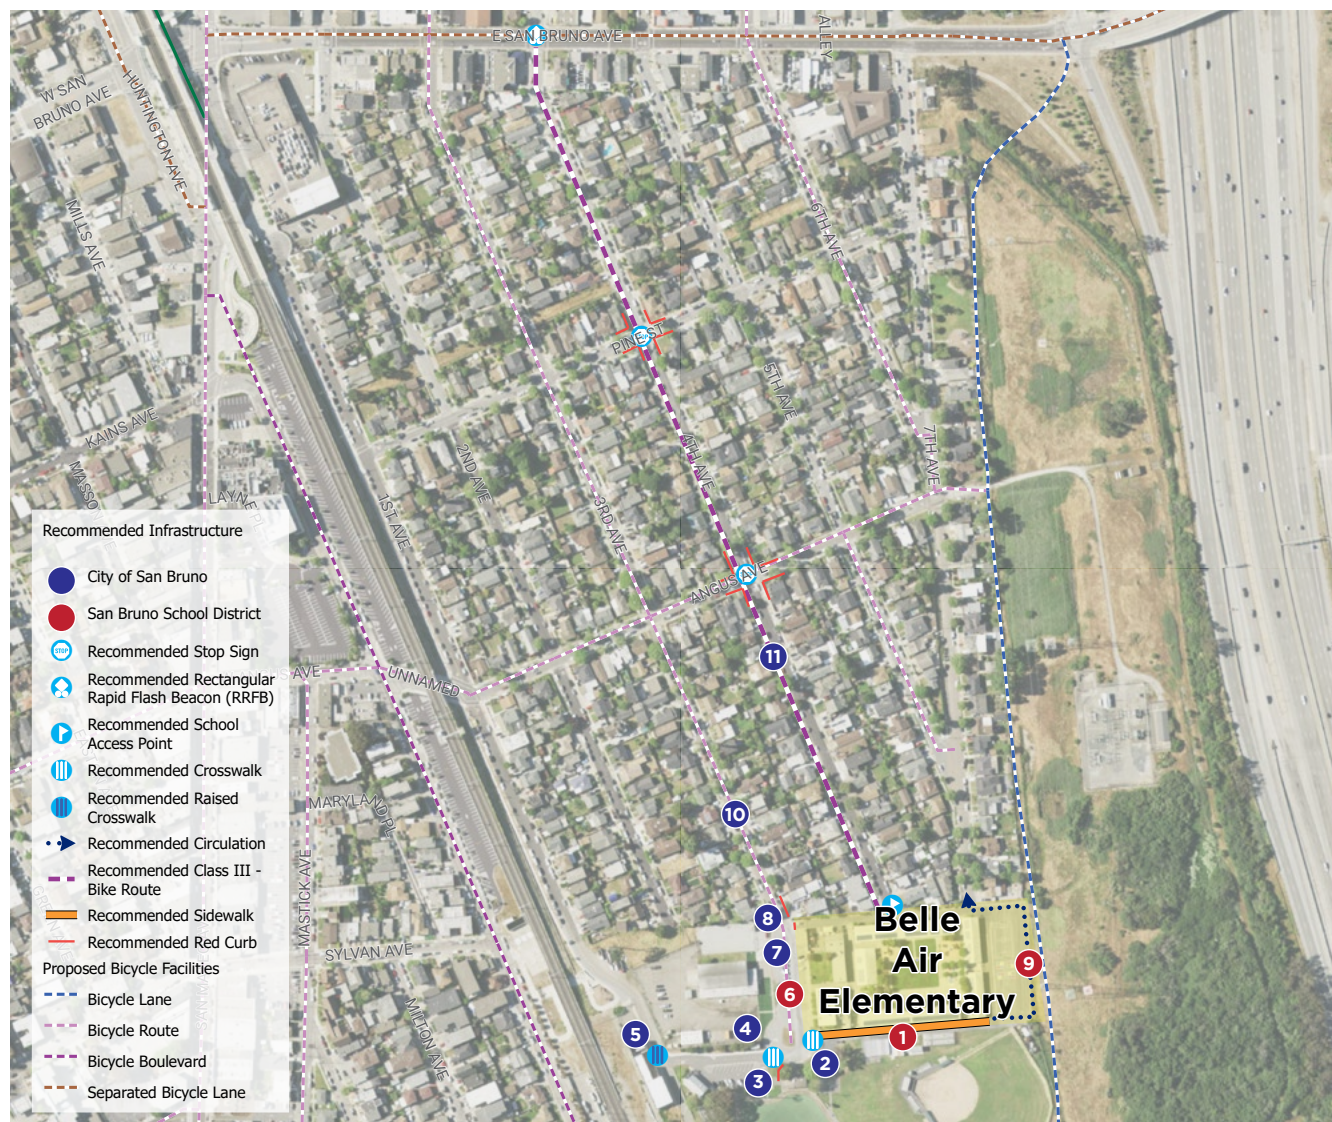 E SAN BRUNO AVE
ALLEY
W SAN
BRUNO AVE
HUNTINGTON AVE
MILLS AVE
6TH AVE
PINE ST
5TH AVE
KAINS AVE
4TH AVE
7TH AVE
2ND AVE
LAYNE PL
1ST AVE
3RD AVE
ANGUS AVE
UNNAMED
S AVE
MARYLAND PL
MASTICK AVE
SYLVAN AVE
MILTON AVE
11
10
8
7
6
5
4
3
2
1
9
Belle
Air
Elementary
Recommended Infrastructure
City of San Bruno
San Bruno School District
STOP
Recommended Stop Sign
Recommended Rectangular
Rapid Flash Beacon (RRFB)
Recommended School
Access Point
Recommended Crosswalk
Recommended Raised
Crosswalk
Recommended Circulation
Recommended Class III -
Bike Route
Recommended Sidewalk
Recommended Red Curb
Proposed Bicycle Facilities
Bicycle Lane
Bicycle Route
Bicycle Boulevard
Separated Bicycle Lane